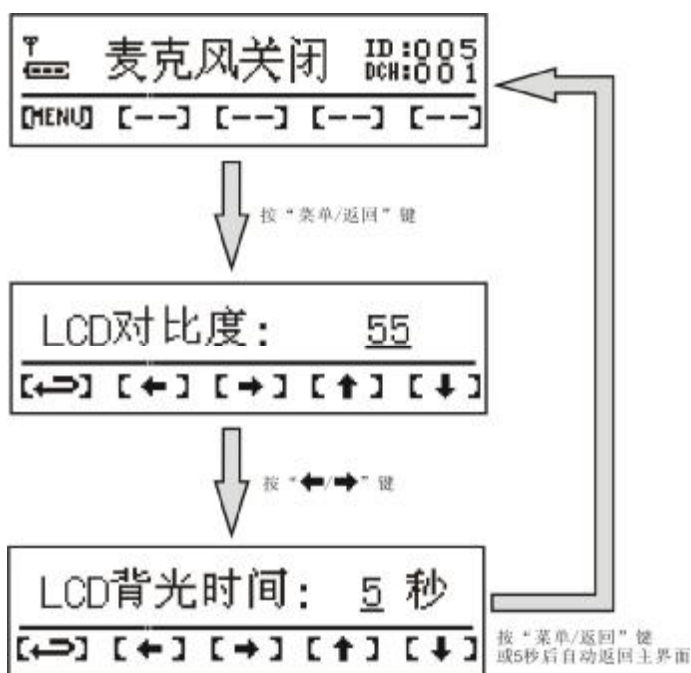 麦克风关闭 ID:005
DCH:001
[MENU] [--] [--] [--] [--]
按“菜单/返回”键
LCD对比度: 55
[↩] [←] [→] [↑] [↓]
按“←/→”键
LCD背光时间: 5 秒
[↩] [←] [→] [↑] [↓]
按“菜单/返回”键
或5秒后自动返回主界面